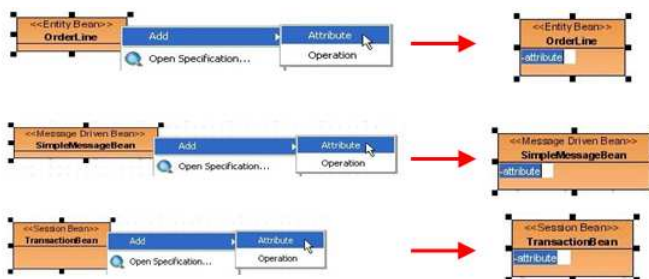 <<Entity Bean>>
OrderLine
Add
Attribute
Open Specification...
Operation
<<Entity Bean>>
OrderLine
-attribute
<<Message Driven Bean>>
SimpleMessageBean
Add
Attribute
Open Specification...
Operation
<<Message Driven Bean>>
SimpleMessageBean
-attribute
<<Session Bean>>
TransactionBean
Add
Attribute
Open Specification...
Operation
<<Session Bean>>
TransactionBean
-attribute